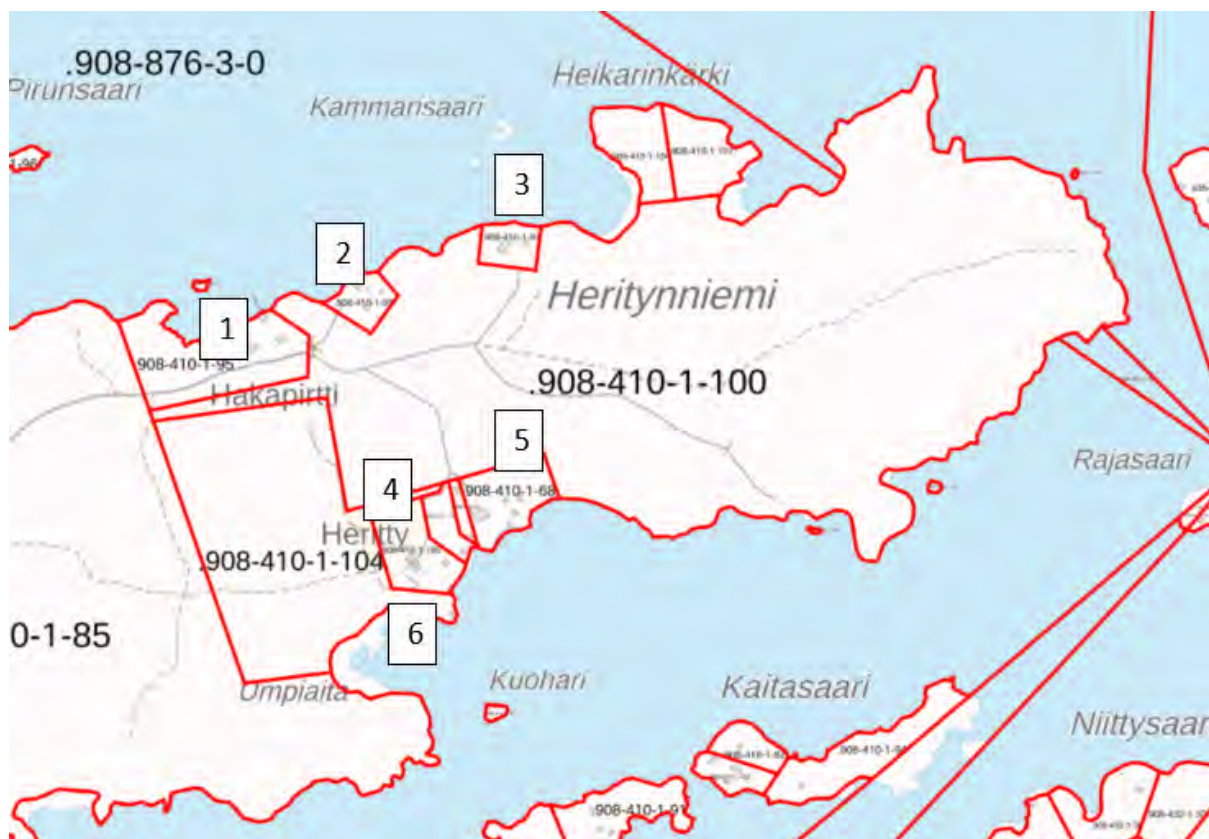 .908-876-3-0
Pirunsaari
Kammansaari
Heikarinkärki
3
2
Heritynniemi
1
908-410-1-95
.908-410-1-100
Hakapirtti
5
Rajasaari
4
908-410-1-68
Heritty
.908-410-1-104
6
0-1-85
Umpiaita
Kuohari
Kaitasaari
Niittysaar
.908-410-1-91